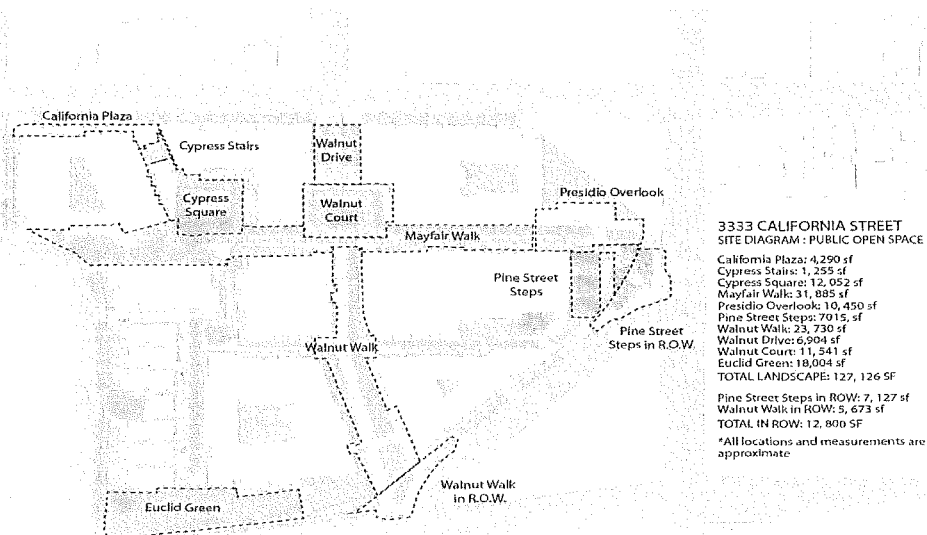 California Plaza
Cypress Stairs
Walnut
Drive
Cypress
Square
Walnut
Court
Presidio Overlook
Mayfair Walk
Pine Street
Steps
Pine Street
Steps in R.O.W.
Walnut Walk
Walnut Walk
in R.O.W.
Euclid Green
3333 CALIFORNIA STREET
SITE DIAGRAM : PUBLIC OPEN SPACE
California Plaza: 4,290 sf
Cypress Stairs: 1, 255 sf
Cypress Square: 12, 052 sf
Mayfair Walk: 31, 885 sf
Presidio Overlook: 10, 450 sf
Pine Street Steps: 7015, sf
Walnut Walk: 23, 730 sf
Walnut Drive: 6,904 sf
Walnut Court: 11, 541 sf
Euclid Green: 18,004 sf
TOTAL LANDSCAPE: 127, 126 SF
Pine Street Steps in ROW: 7, 127 sf
Walnut Walk in ROW: 5, 673 sf
TOTAL IN ROW: 12, 800 SF
*All locations and measurements are
approximate